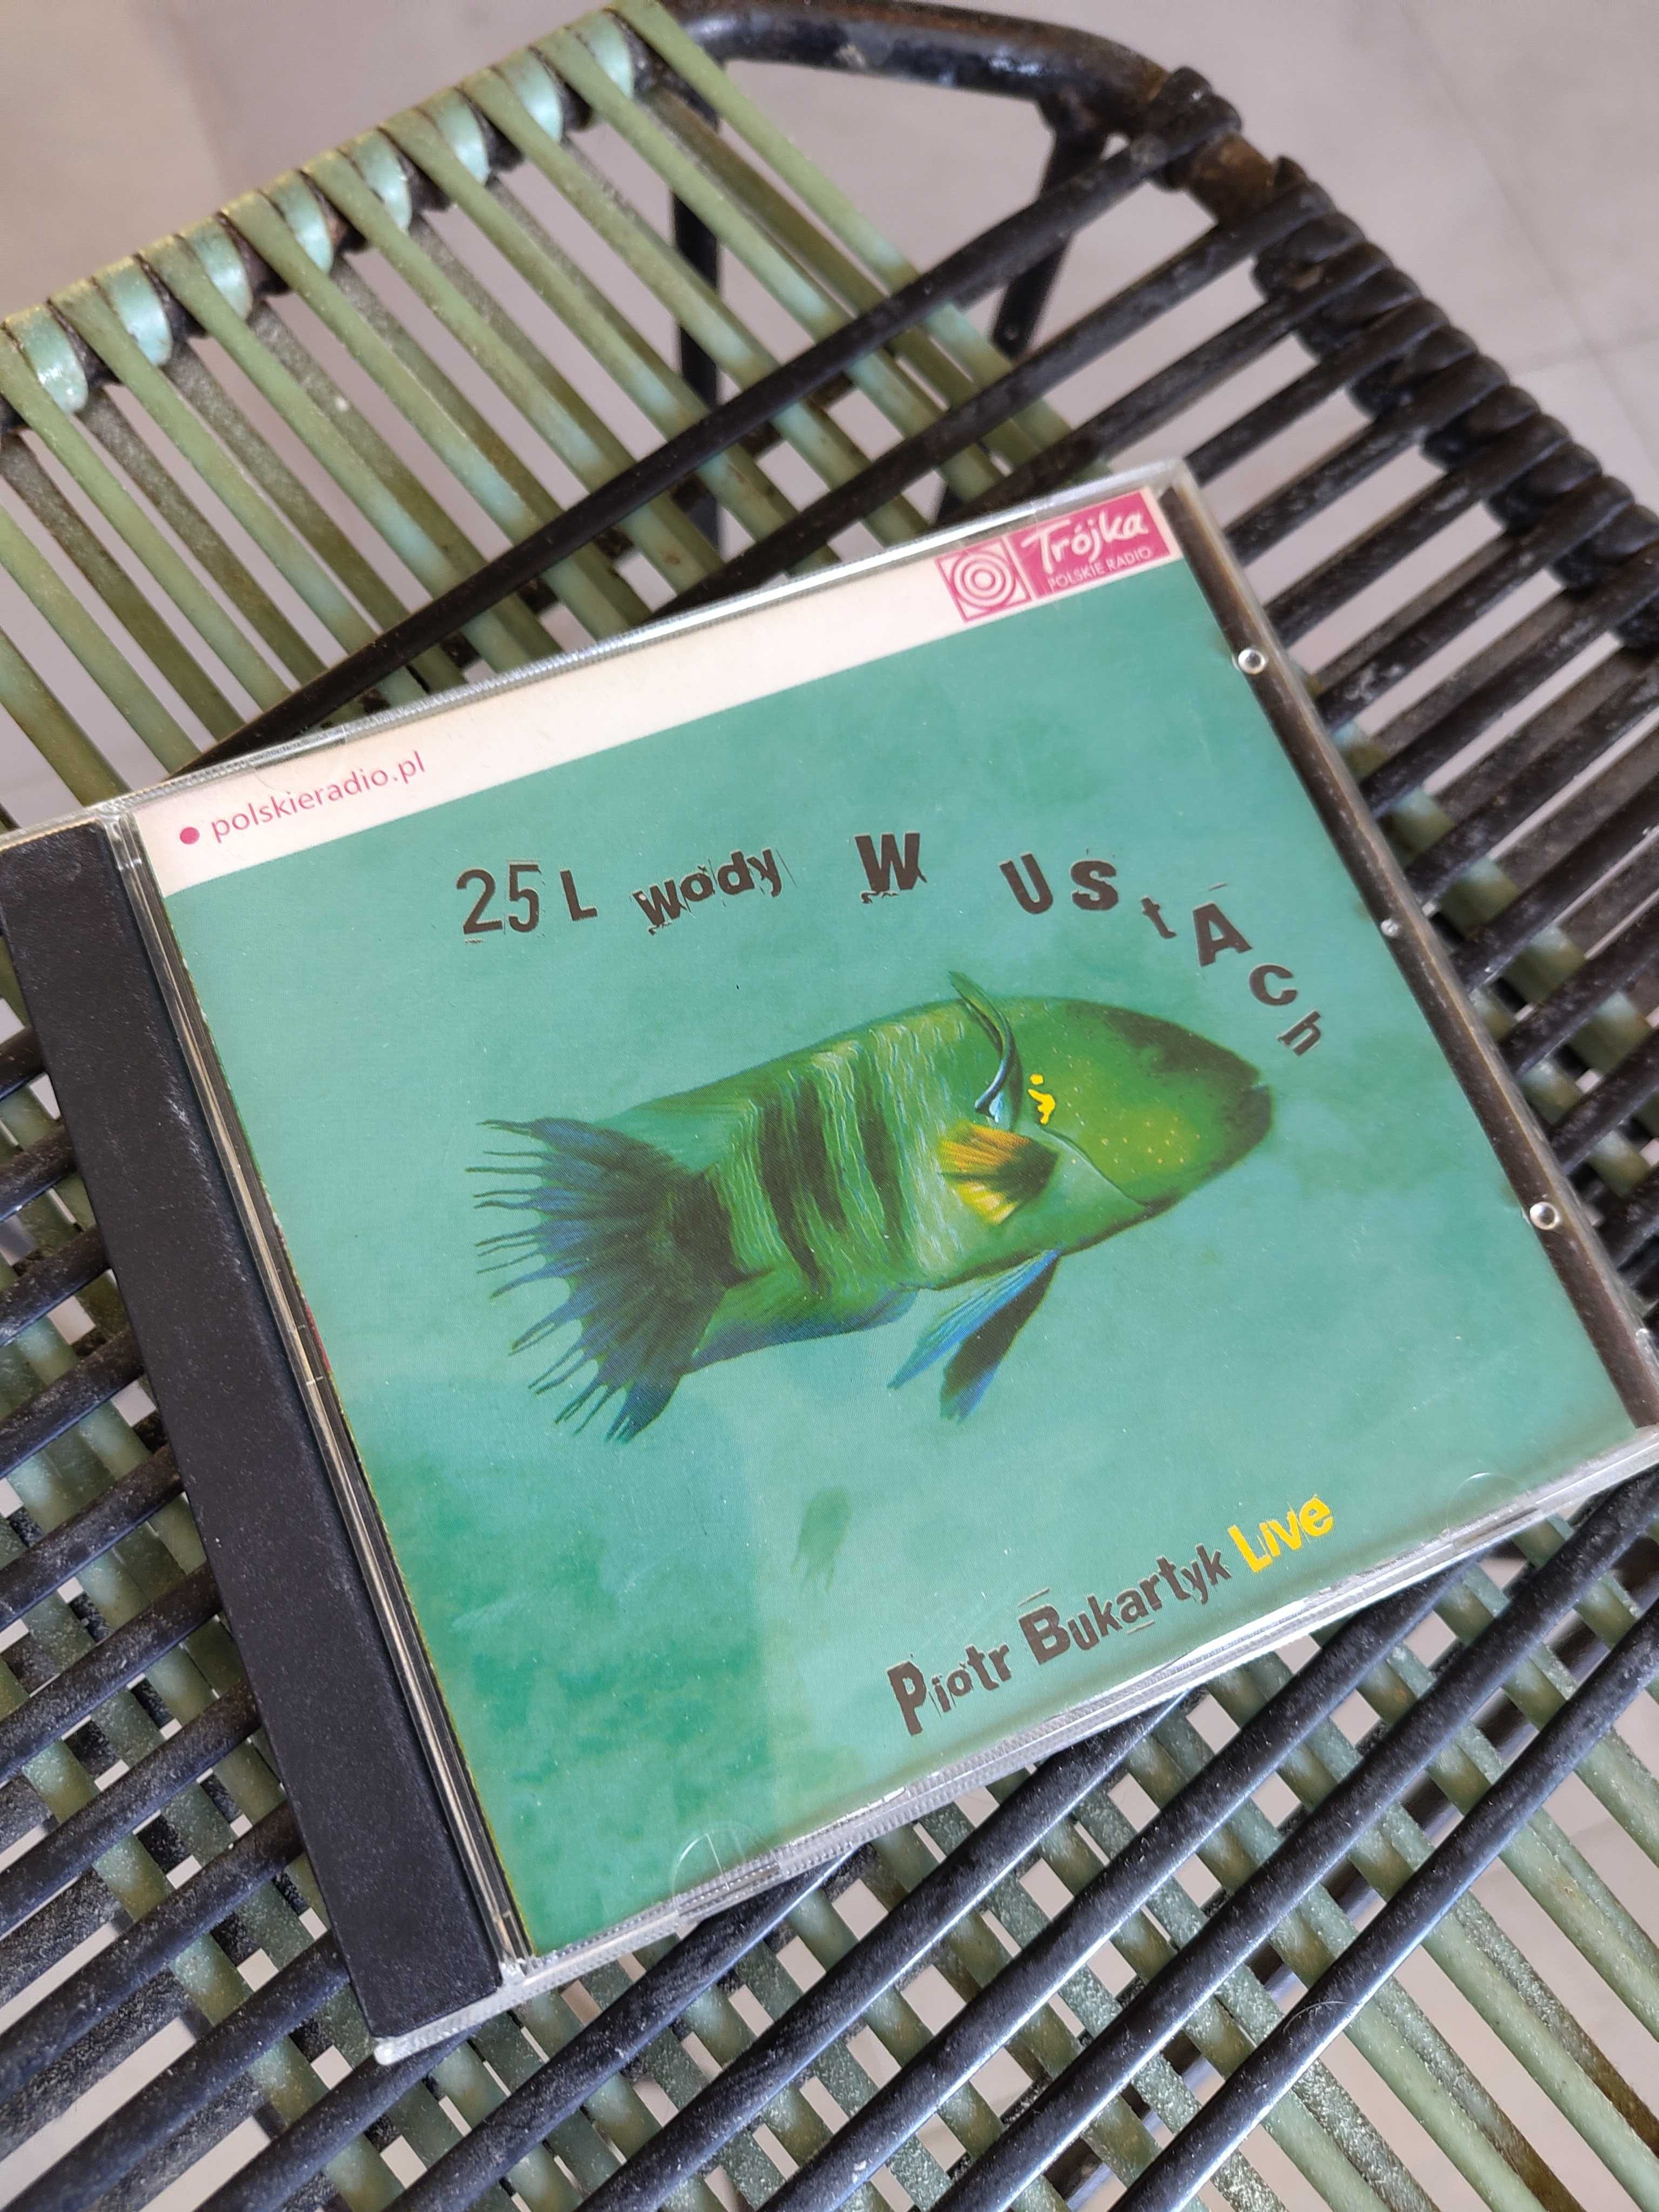 Trójka
POLSKIE RADIO
polskieradio.pl
25 L wody W UStACh
Piotr Bukartyk Live